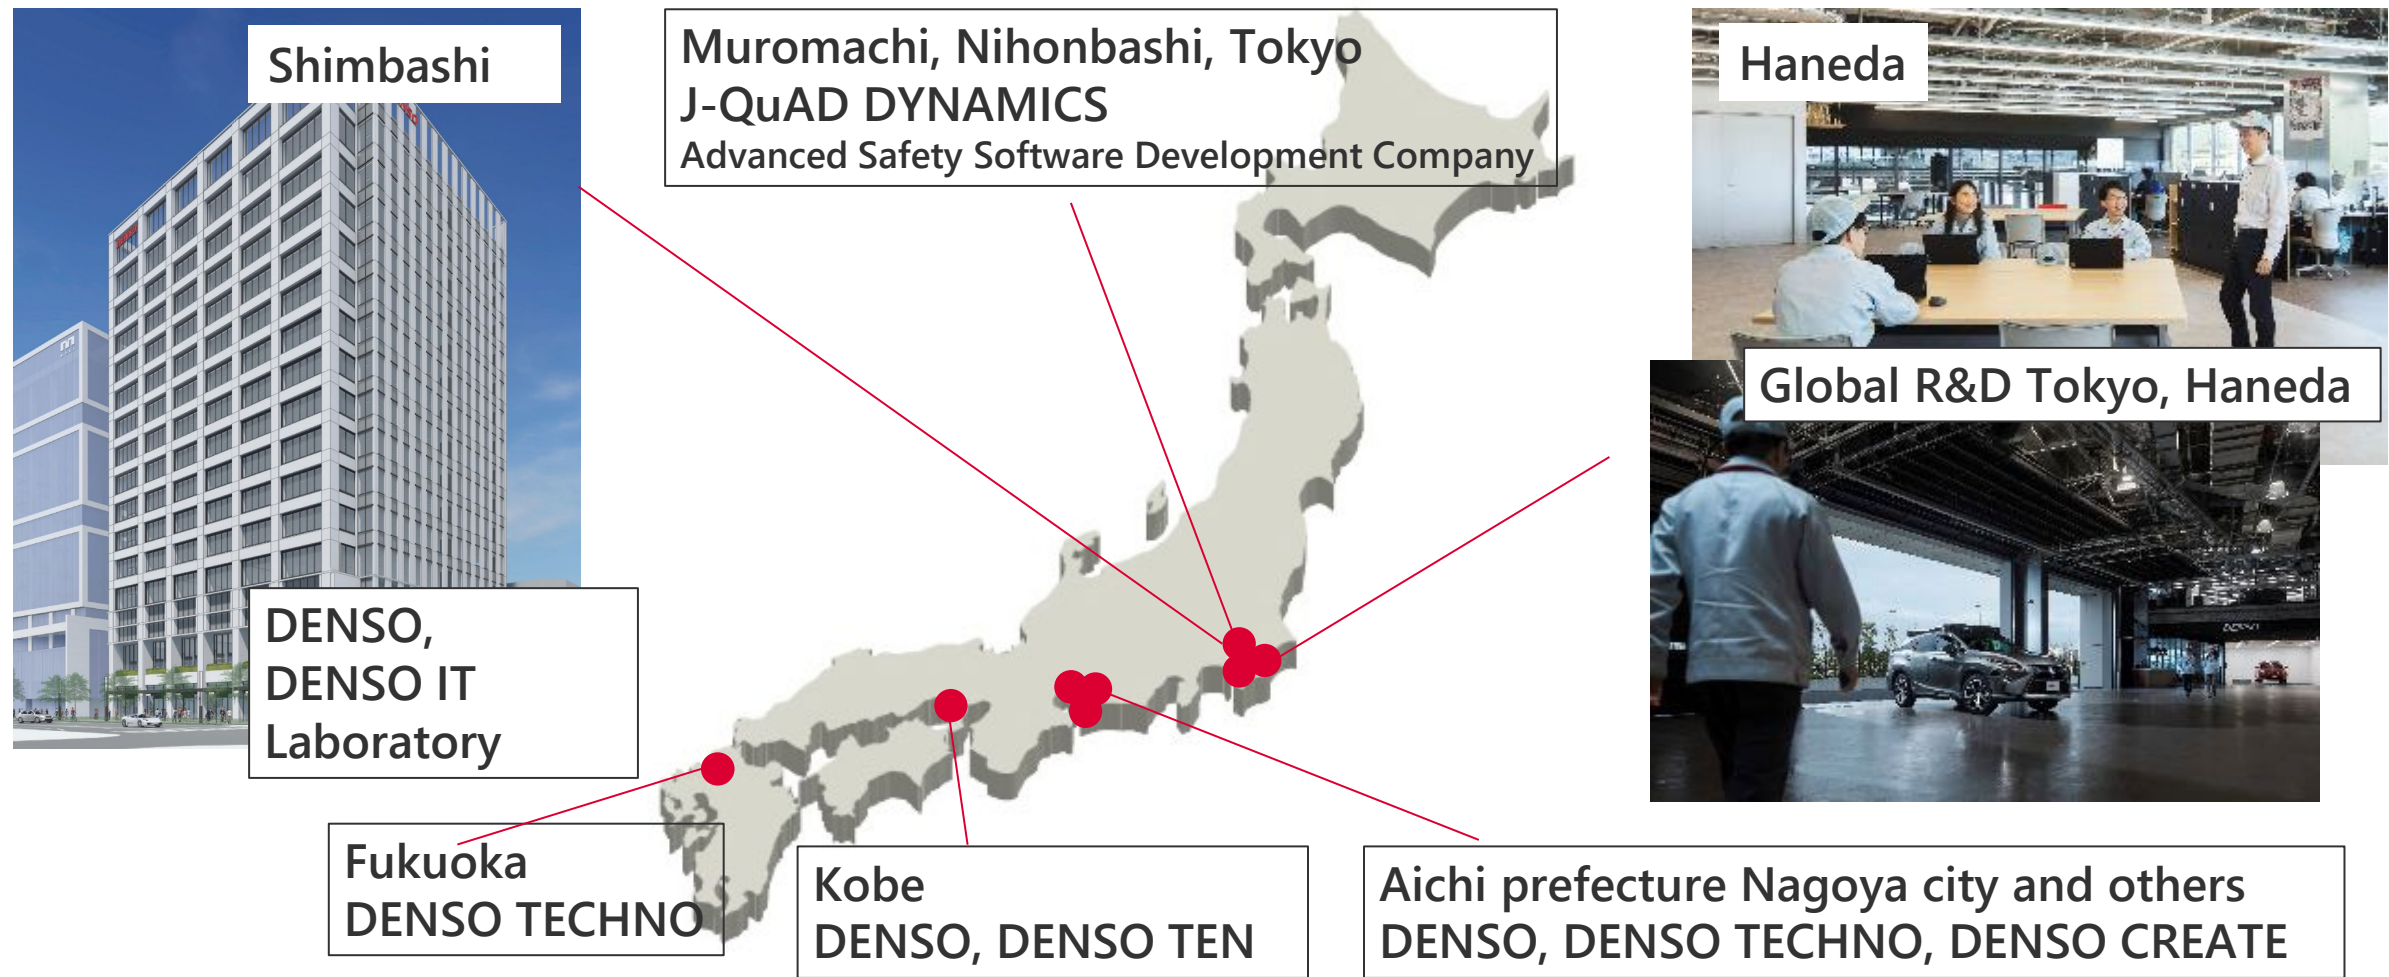 Shimbashi
DENSO,
DENSO IT
Laboratory
Muromachi, Nihonbashi, Tokyo
J-QuAD DYNAMICS
Advanced Safety Software Development Company
Haneda
Global R&D Tokyo, Haneda
Fukuoka
DENSO TECHNO
Kobe
DENSO, DENSO TEN
Aichi prefecture Nagoya city and others
DENSO, DENSO TECHNO, DENSO CREATE